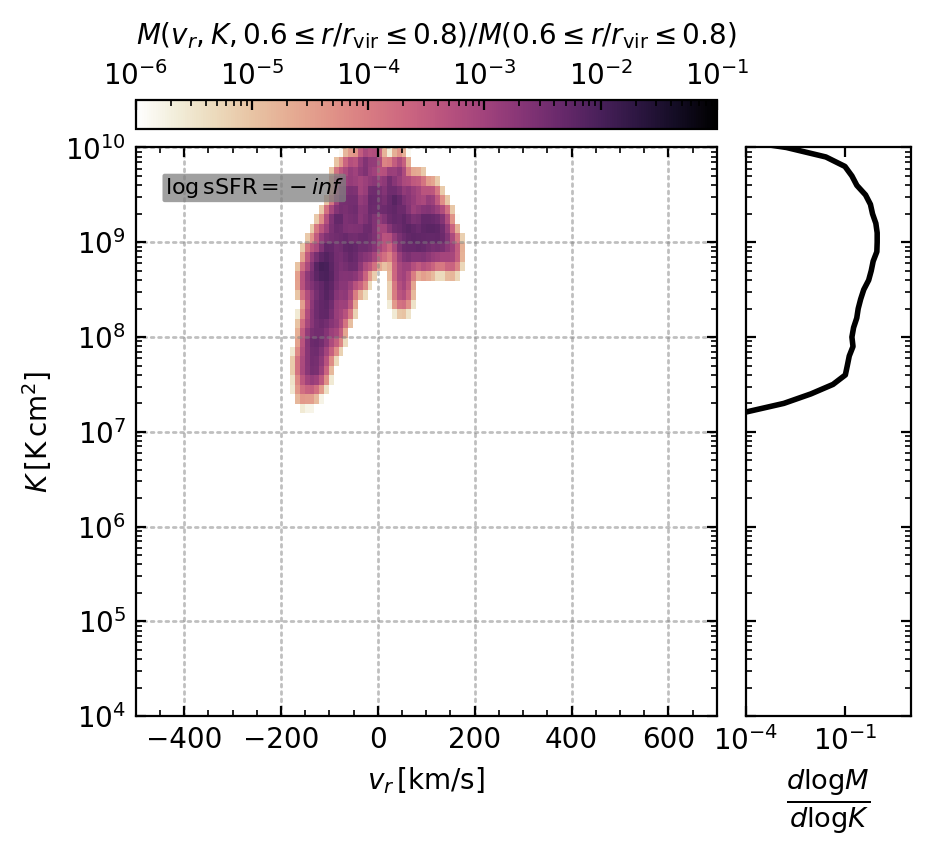 M(v_r, K, 0.6 ≤ r/r_vir ≤ 0.8)/M(0.6 ≤ r/r_vir ≤ 0.8)
10^−6 10^−5 10^−4 10^−3 10^−2 10^−1
log sSFR = −inf
10^10
10^9
10^8
10^7
10^6
10^5
10^4
K [K cm^2]
−400 −200 0 200 400 600
v_r [km/s]
10^−4 10^−1
dlogM
dlogK